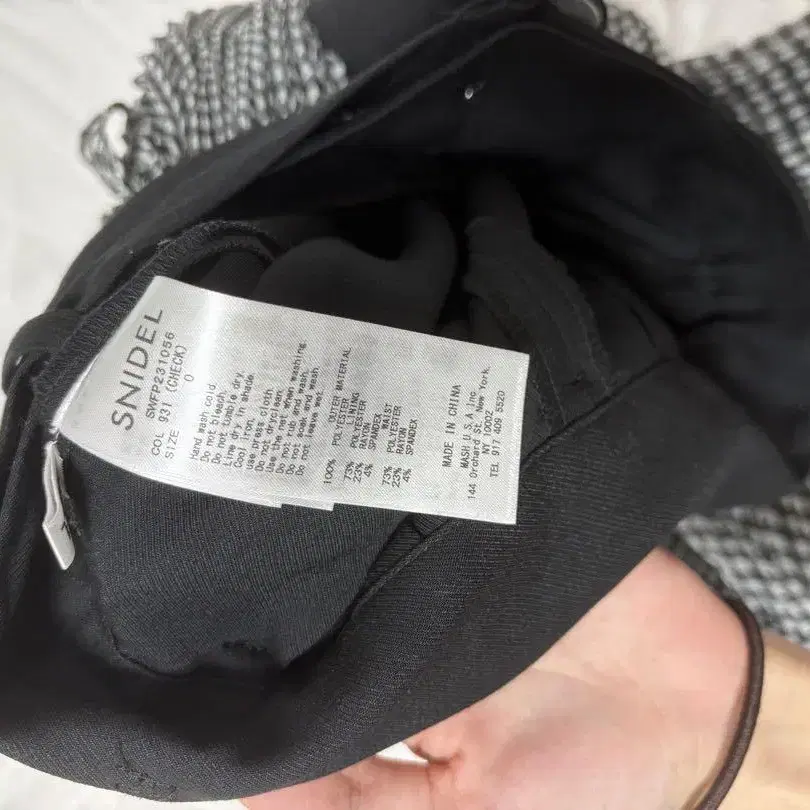 SNIDEL
SWFP231056
COL 931 (CHECK)
SIZE 0
Hand wash cold.
Do not bleach.
Do not tumble dry.
Line dry in shade.
Cool iron.
use press cloth.
Do not dryclean.
Use the net when washing.
Do not rub and wash.
Do not soak and wash.
Do not leave wet.
OUTER MATERIAL
100% POLYESTER
LINING
73% POLYESTER
23% RAYON
4% SPANDEX
WAIST
73% POLYESTER
23% RAYON
4% SPANDEX
MADE IN CHINA
MASH U.S.A inc
144 Orchard St. New York,
NY 10002
TEL 917 409 5520